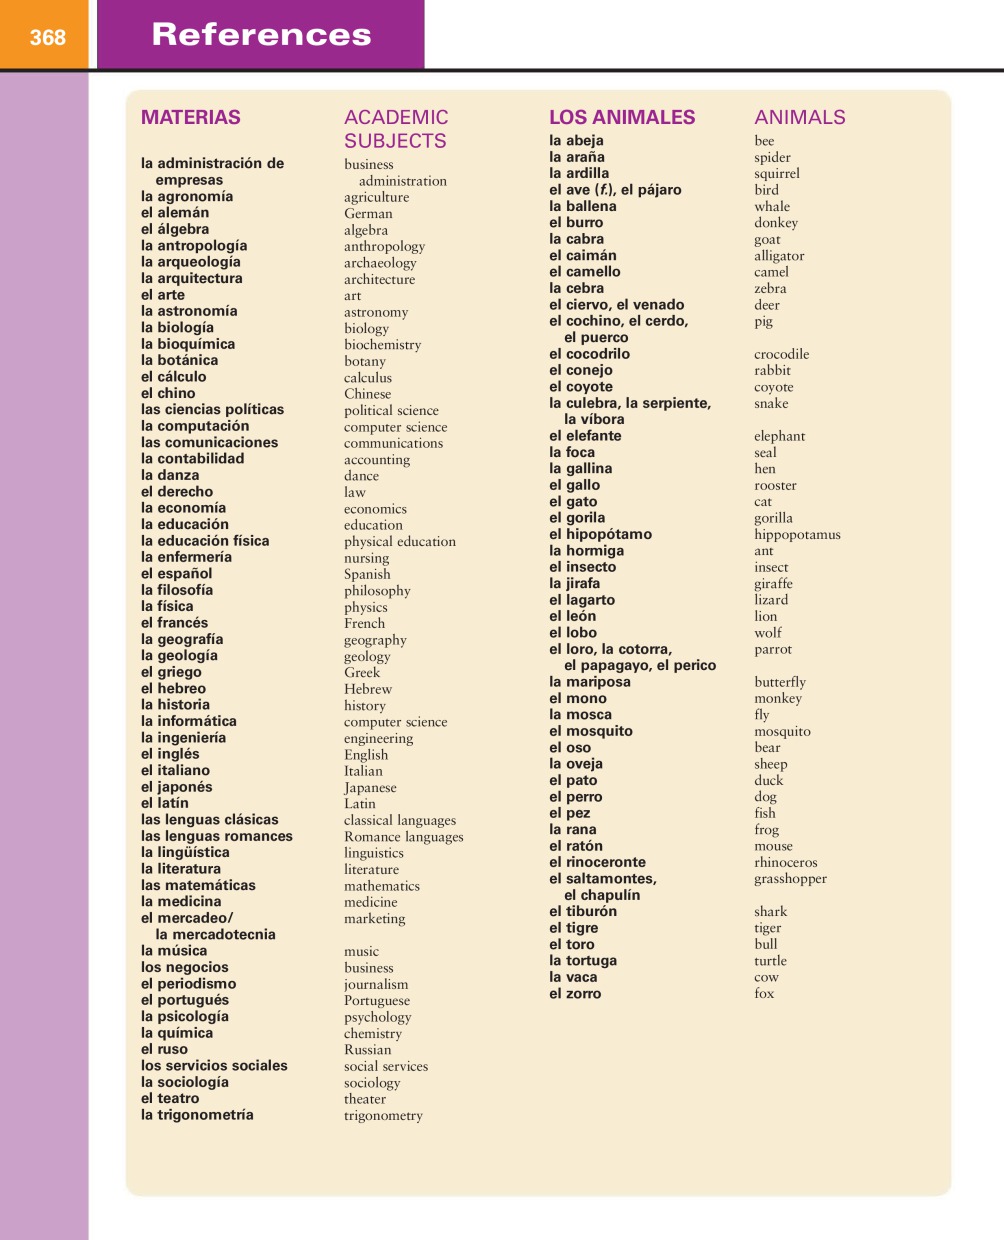 368
References
MATERIAS
ACADEMIC
SUBJECTS
la administración de
empresas
business
administration
la agronomía agriculture
el alemán German
el álgebra algebra
la antropología anthropology
la arqueología archaeology
la arquitectura architecture
el arte art
la astronomía astronomy
la biología biology
la bioquímica biochemistry
la botánica botany
el cálculo calculus
el chino Chinese
las ciencias políticas political science
la computación computer science
las comunicaciones communications
la contabilidad accounting
la danza dance
el derecho law
la economía economics
la educación education
la educación física physical education
la enfermería nursing
el español Spanish
la filosofía philosophy
la física physics
el francés French
la geografía geography
la geología geology
el griego Greek
el hebreo Hebrew
la historia history
la informática computer science
la ingeniería engineering
el inglés English
el italiano Italian
el japonés Japanese
el latín Latin
las lenguas clásicas classical languages
las lenguas romances Romance languages
la lingüística linguistics
la literatura literature
las matemáticas mathematics
la medicina medicine
el mercadeo/ marketing
la mercadotecnia
la música music
los negocios business
el periodismo journalism
el portugués Portuguese
la psicología psychology
la química chemistry
el ruso Russian
los servicios sociales social services
la sociología sociology
el teatro theater
la trigonometría trigonometry
LOS ANIMALES ANIMALS
la abeja bee
la araña spider
la ardilla squirrel
el ave (f.), el pájaro bird
la ballena whale
el burro donkey
la cabra goat
el caimán alligator
el camello camel
la cebra zebra
el ciervo, el venado deer
el cochino, el cerdo, pig
el puerco
el cocodrilo crocodile
el conejo rabbit
el coyote coyote
la culebra, la serpiente, snake
la víbora
el elefante elephant
la foca seal
la gallina hen
el gallo rooster
el gato cat
el gorila gorilla
el hipopótamo hippopotamus
la hormiga ant
el insecto insect
la jirafa giraffe
el lagarto lizard
el león lion
el lobo wolf
el loro, la cotorra, parrot
el papagayo, el perico
la mariposa butterfly
el mono monkey
la mosca fly
el mosquito mosquito
el oso bear
la oveja sheep
el pato duck
el perro dog
el pez fish
la rana frog
el ratón mouse
el rinoceronte rhinoceros
el saltamontes, grasshopper
el chapulín
el tiburón shark
el tigre tiger
el toro bull
la tortuga turtle
la vaca cow
el zorro fox